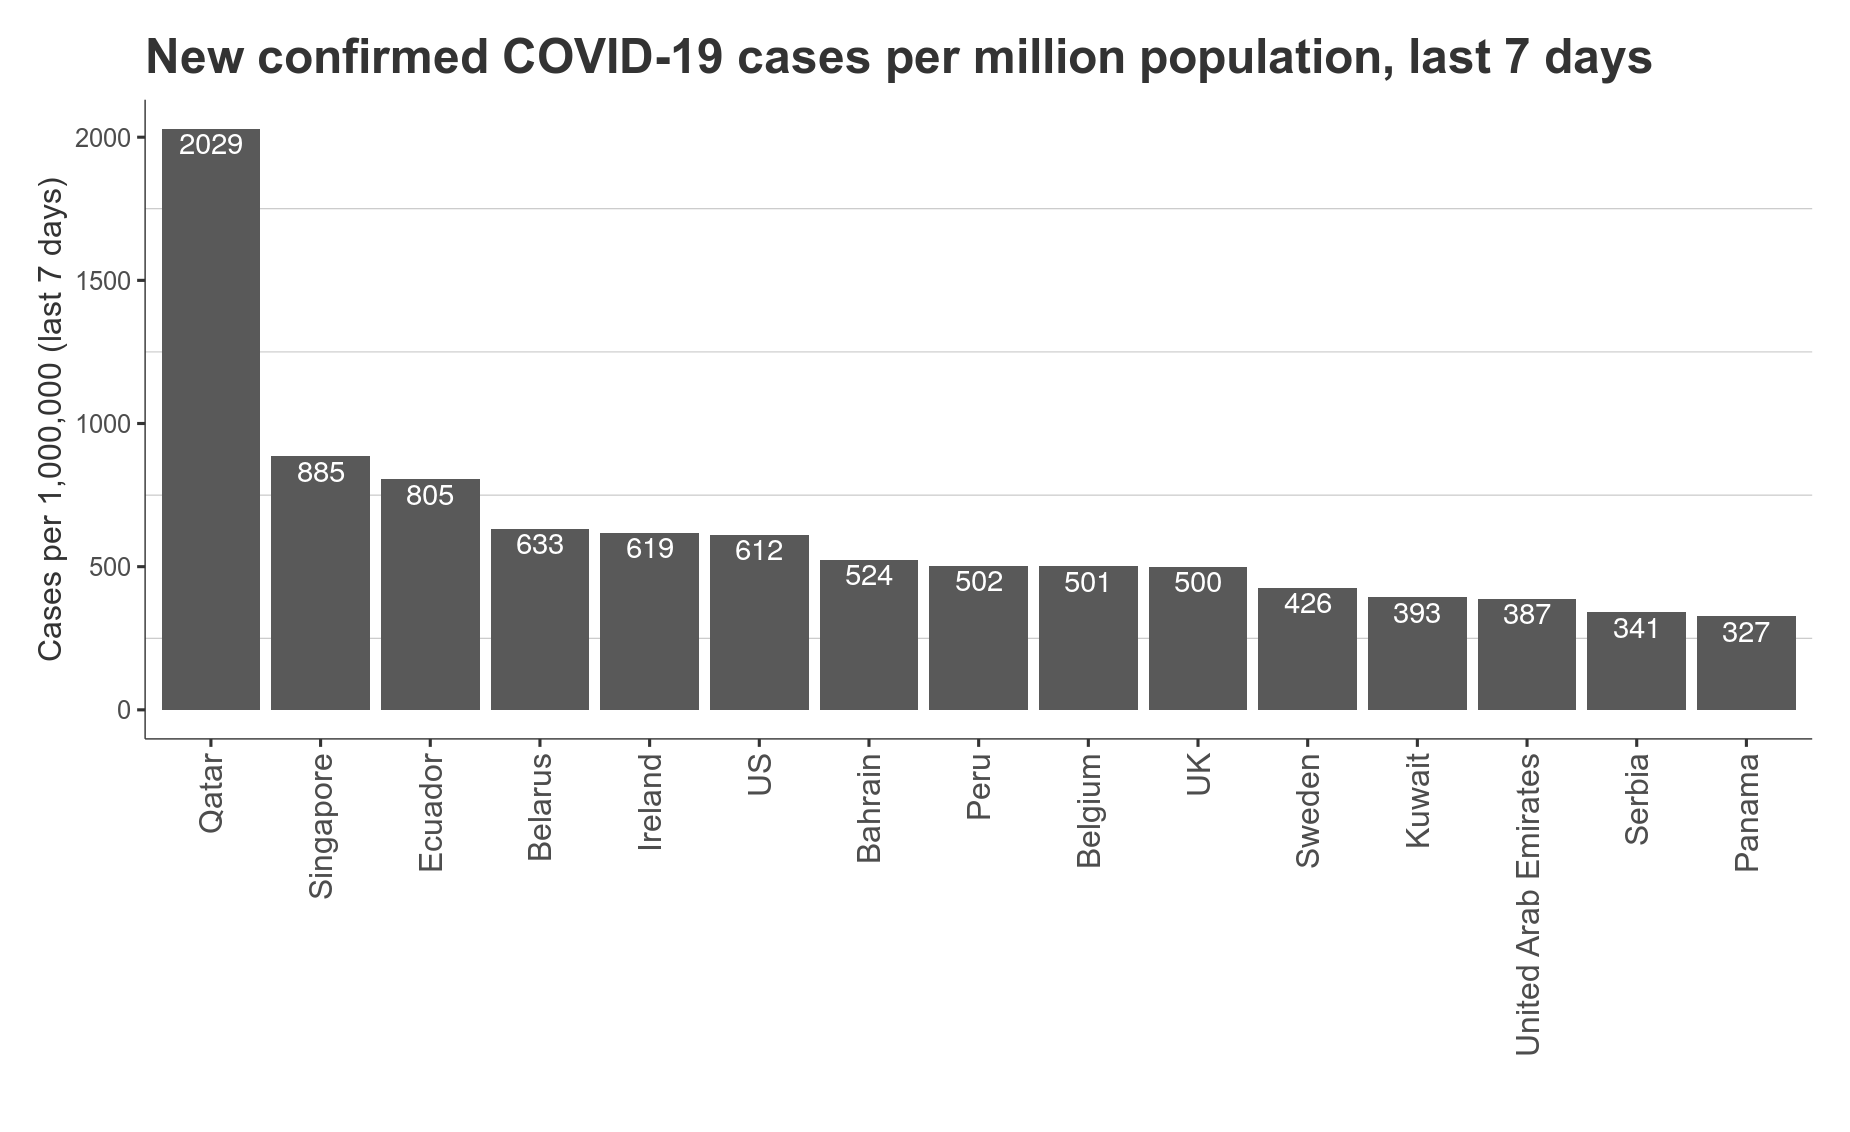 New confirmed COVID-19 cases per million population, last 7 days
Cases per 1,000,000 (last 7 days)
2000
1500
1000
500
0
2029
885
805
633
619
612
524
502
501
500
426
393
387
341
327
Qatar
Singapore
Ecuador
Belarus
Ireland
US
Bahrain
Peru
Belgium
UK
Sweden
Kuwait
United Arab Emirates
Serbia
Panama